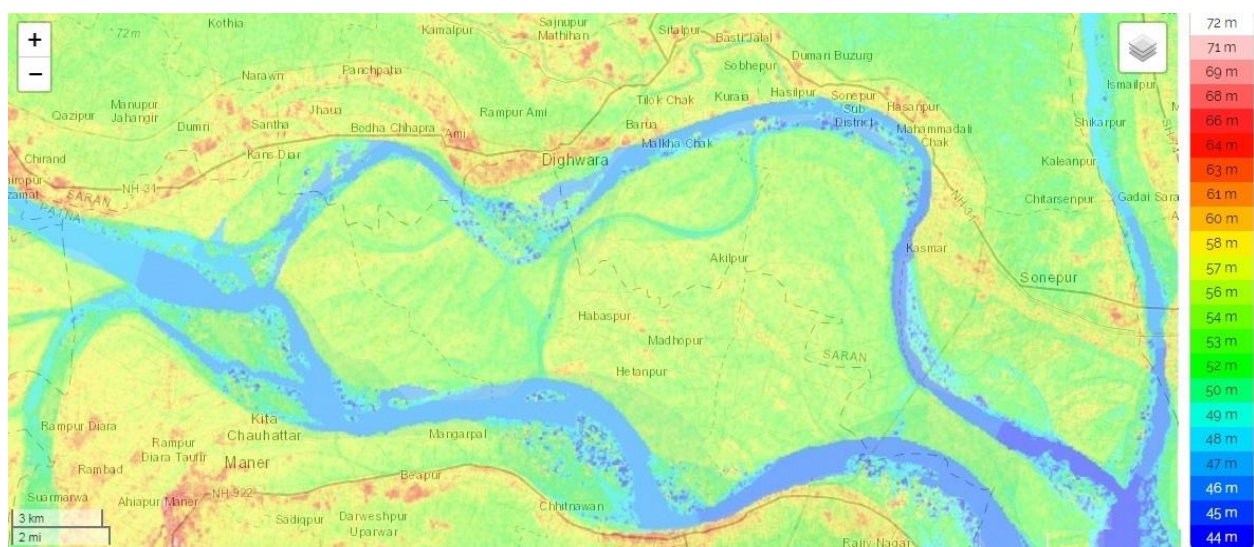 +
−
Kothia
72m
Kamalpur
Sajnupur
Mathihan
Sitalpur
Basti Jalal
Dumari Buzurg
Sobhepur
Narawn
Panchpatia
Ismailpur
Manupur
Jahangir
Qazipur
Dumri
Santha
Jhaua
Rampur Ami
Tilok Chak
Kuraia
Hasilpur
Sonepur
Sub
District
Hasanpur
Shikarpur
Bodha Chhapra
Ami
Barua
Malkha Chak
Mahammadali
Chak
Chirand
Kans Diar
Dighwara
Kaleanpur
NH 31
SARAN
PATNA
NH-31
Chitarsenpur
Gadai Sara
Kasmar
Akilpur
Sonepur
Habaspur
Madhopur
SARAN
Hetanpur
Kita
Chauhattar
Rampur Diara
Rampur
Diara Taufir
Mangarpal
Maner
Rambad
Beapur
Suarmarwa
Ahiapur Maner
NH-922
Chhitnawan
Sadiqpur
Darweshpur
Uparwar
Rajiv Nagar
3 km
2 mi
72 m
71 m
69 m
68 m
66 m
64 m
63 m
61 m
60 m
58 m
57 m
56 m
54 m
53 m
52 m
50 m
49 m
48 m
47 m
46 m
45 m
44 m